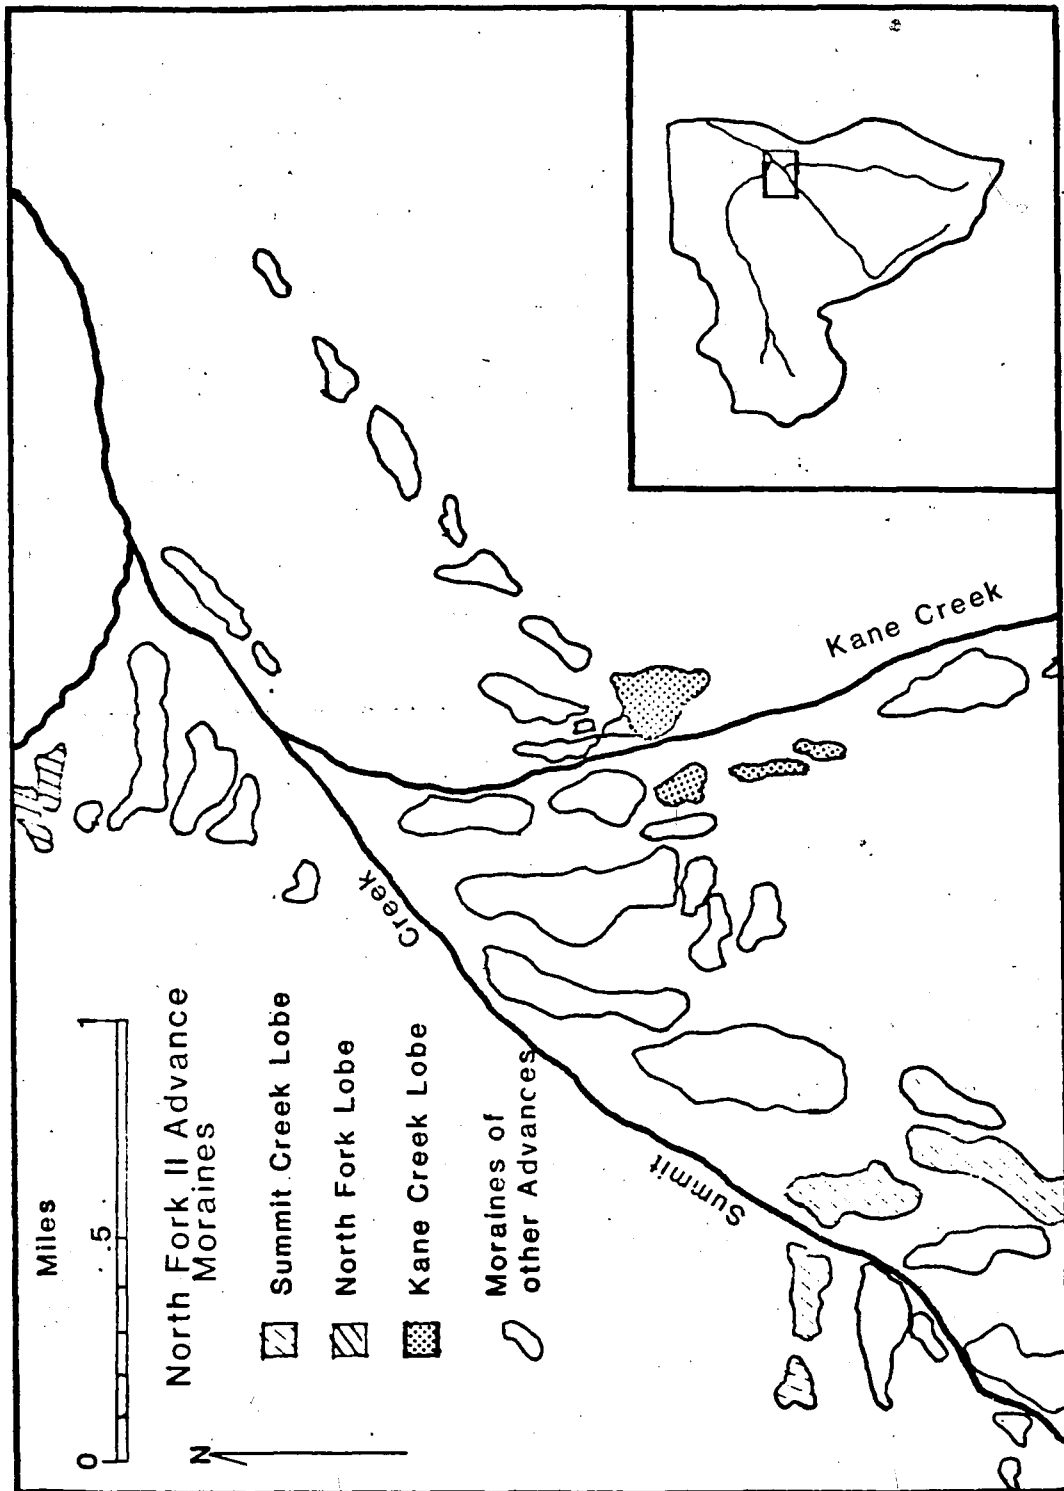 Miles
0 .5 1
North Fork II Advance
Moraines
Summit Creek Lobe
North Fork Lobe
Kane Creek Lobe
Moraines of
other Advances
N
Summit
Creek
Kane Creek